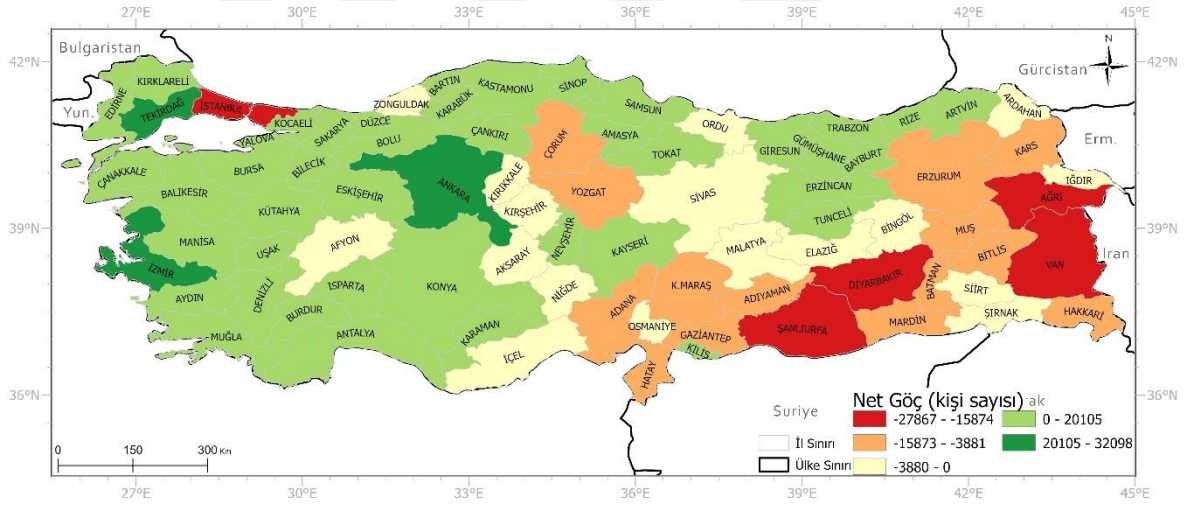 27°E 30°E 33°E 36°E 39°E 42°E 45°E
42°N
39°N
36°N
42°N
39°N
36°N
27°E 30°E 33°E 36°E 39°E 42°E 45°E
N
Bulgaristan
Yun.
Gürcistan
Erm.
Iran
Suriye
rak
KIRKLARELİ
EDİRNE
TEKİRDAĞ
İSTANBUL
KOCAELİ
YALOVA
SAKARYA
DÜZCE
BOLU
ZONGULDAK
BARTIN
KARABÜK
KASTAMONU
SİNOP
SAMSUN
ÇANKIRI
ÇORUM
AMASYA
ORDU
TOKAT
GİRESUN
TRABZON
GÜMÜŞHANE
BAYBURT
RİZE
ARTVİN
ARDAHAN
KARS
IĞDIR
ERZURUM
AĞRI
ÇANAKKALE
BALIKESİR
BURSA
BİLECİK
ESKİŞEHİR
KÜTAHYA
ANKARA
KIRIKKALE
YOZGAT
KIRŞEHİR
SİVAS
ERZİNCAN
TUNCELİ
BİNGÖL
MUŞ
BİTLİS
VAN
MANİSA
İZMİR
UŞAK
AFYON
AKSARAY
NEVŞEHİR
KAYSERİ
MALATYA
ELAZIĞ
DİYARBAKIR
BATMAN
SİİRT
ŞIRNAK
HAKKARİ
AYDIN
DENİZLİ
ISPARTA
BURDUR
KONYA
NİĞDE
ADANA
K.MARAŞ
ADIYAMAN
ŞANLIURFA
MARDİN
MUĞLA
ANTALYA
KARAMAN
İÇEL
OSMANİYE
GAZİANTEP
KİLİS
HATAY
0 150 300 Km
Net Göç (kişi sayısı)
İl Sınırı
Ülke Sınırı
-27867 - -15874
-15873 - -3881
-3880 - 0
0 - 20105
20105 - 32098